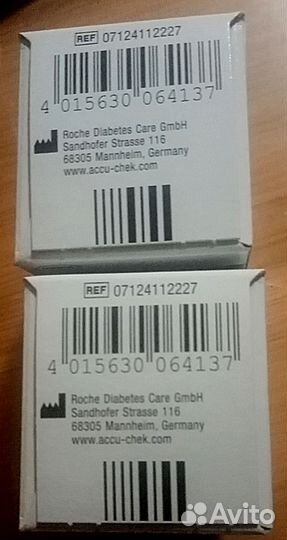 REF 07124112227
4 015630 064137
Roche Diabetes Care GmbH
Sandhofer Strasse 116
68305 Mannheim, Germany
www.accu-chek.com
REF 07124112227
4 015630 064137
Roche Diabetes Care GmbH
Sandhofer Strasse 116
68305 Mannheim, Germany
www.accu-chek.com
Avito